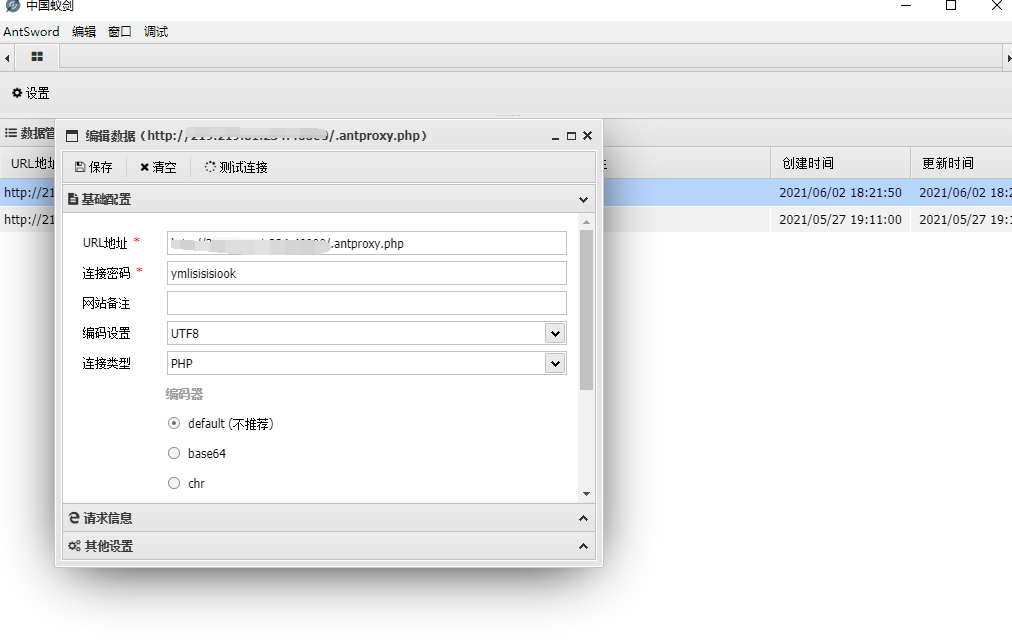 中国蚁剑
AntSword 编辑 窗口 调试
设置
数据管
URL地址
创建时间 更新时间
http://21
2021/06/02 18:21:50 2021/06/02 18:2
http://21
2021/05/27 19:11:00 2021/05/27 19:1
编辑数据 (http:// /.antproxy.php)
保存 清空 测试连接
基础配置
URL地址 * /.antproxy.php
连接密码 * ymlisisisiook
网站备注
编码设置 UTF8
连接类型 PHP
编码器
default (不推荐)
base64
chr
请求信息
其他设置